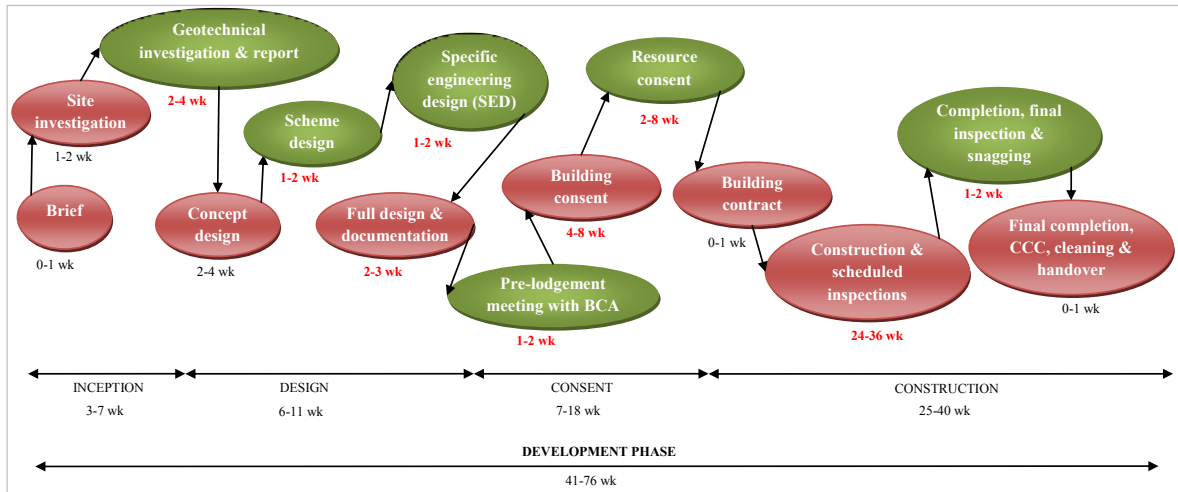 Brief
0-1 wk
Site
investigation
1-2 wk
Geotechnical
investigation & report
2-4 wk
Concept
design
2-4 wk
Scheme
design
1-2 wk
Specific
engineering
design (SED)
1-2 wk
Full design &
documentation
2-3 wk
Pre-lodgement
meeting with BCA
1-2 wk
Building
consent
4-8 wk
Resource
consent
2-8 wk
Building
contract
0-1 wk
Construction &
scheduled
inspections
24-36 wk
Completion, final
inspection &
snagging
1-2 wk
Final completion,
CCC, cleaning &
handover
0-1 wk
INCEPTION
3-7 wk
DESIGN
6-11 wk
CONSENT
7-18 wk
CONSTRUCTION
25-40 wk
DEVELOPMENT PHASE
41-76 wk